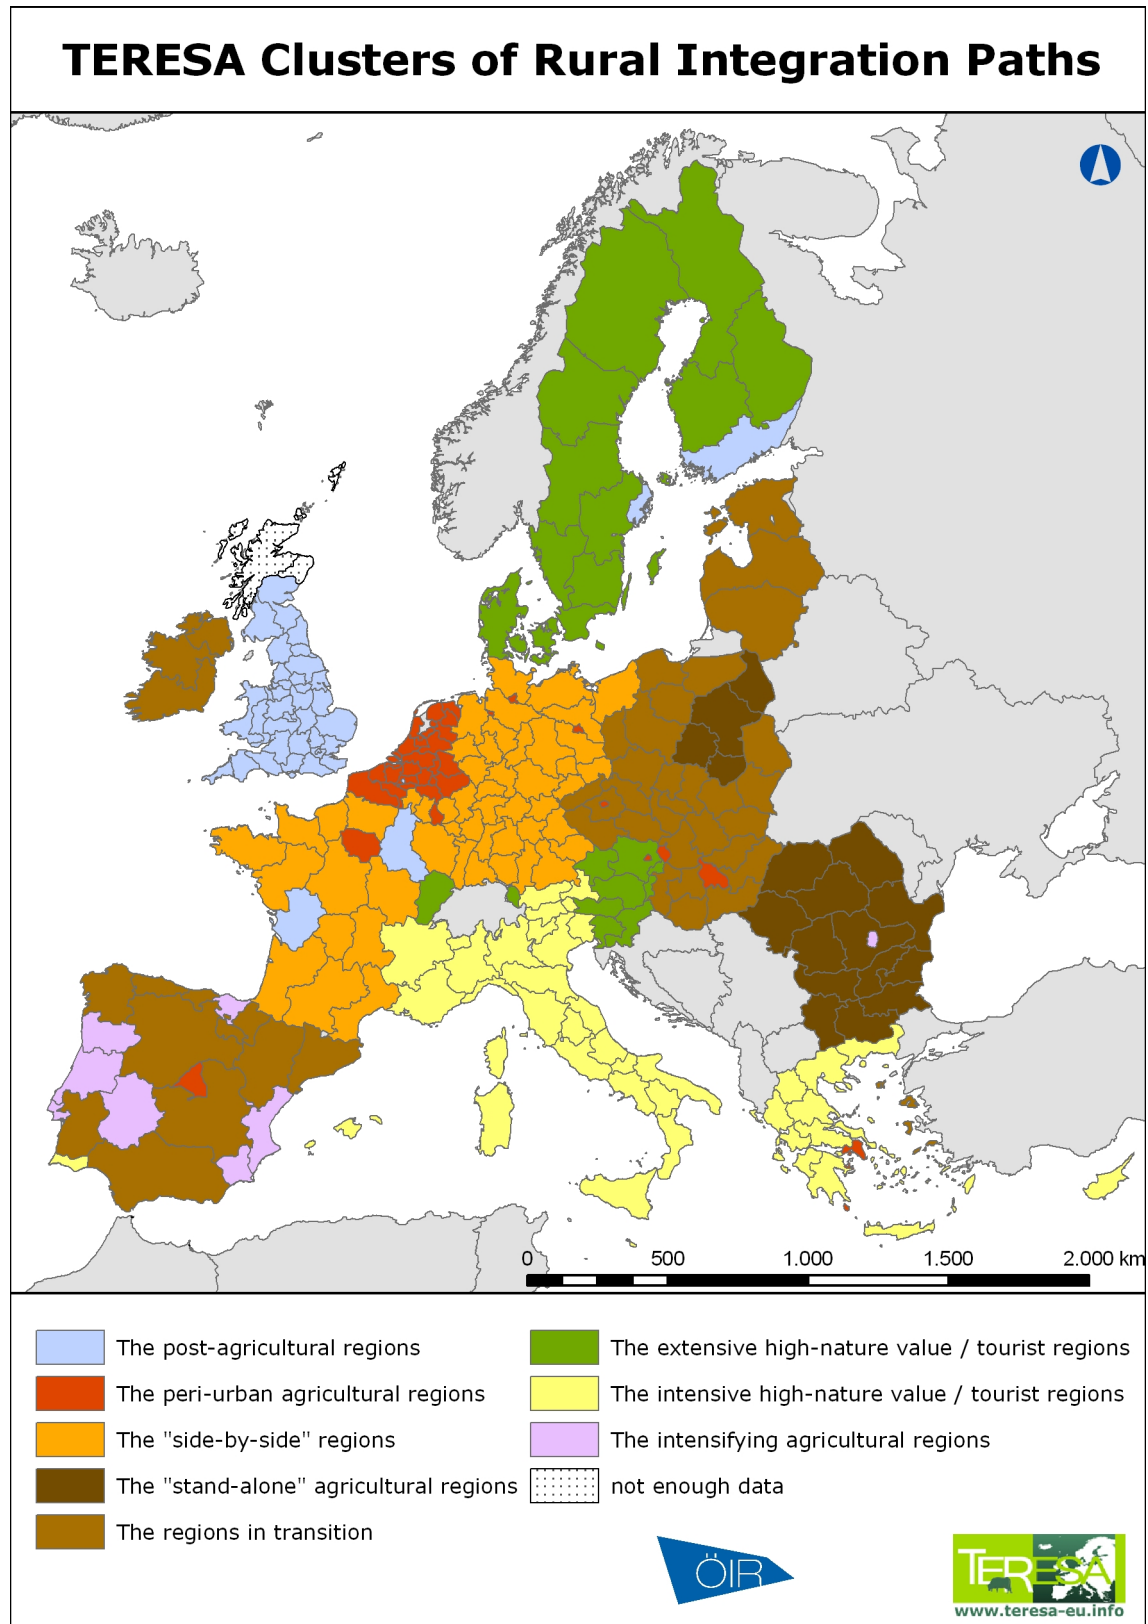 TERESA Clusters of Rural Integration Paths
0 500 1.000 1.500 2.000 km
The post-agricultural regions
The peri-urban agricultural regions
The "side-by-side" regions
The "stand-alone" agricultural regions
The regions in transition
The extensive high-nature value / tourist regions
The intensive high-nature value / tourist regions
The intensifying agricultural regions
not enough data
ÖIR
TERESA
www.teresa-eu.info